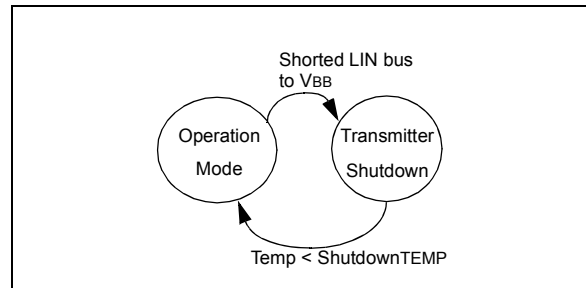 Shorted LIN bus
to VBB
Operation
Mode
Transmitter
Shutdown
Temp < ShutdownTEMP